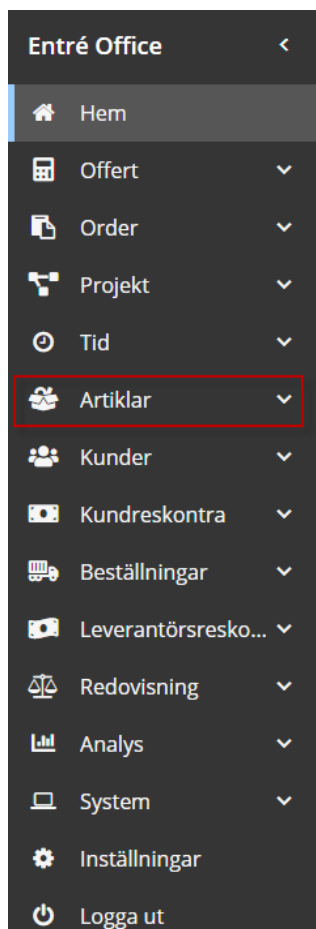 Entré Office
Hem
Offert
Order
Projekt
Tid
Artiklar
Kunder
Kundreskontra
Beställningar
Leverantörsresko...
Redovisning
Analys
System
Inställningar
Logga ut